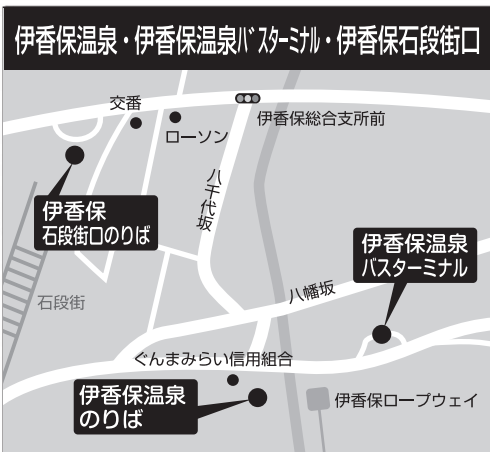 伊香保温泉・伊香保温泉バスターミナル・伊香保石段街口
交番
ローソン
伊香保総合支所前
八千代坂
伊香保
石段街口のりば
伊香保温泉
バスターミナル
石段街
八幡坂
ぐんまみらい信用組合
伊香保温泉
のりば
伊香保ロープウェイ